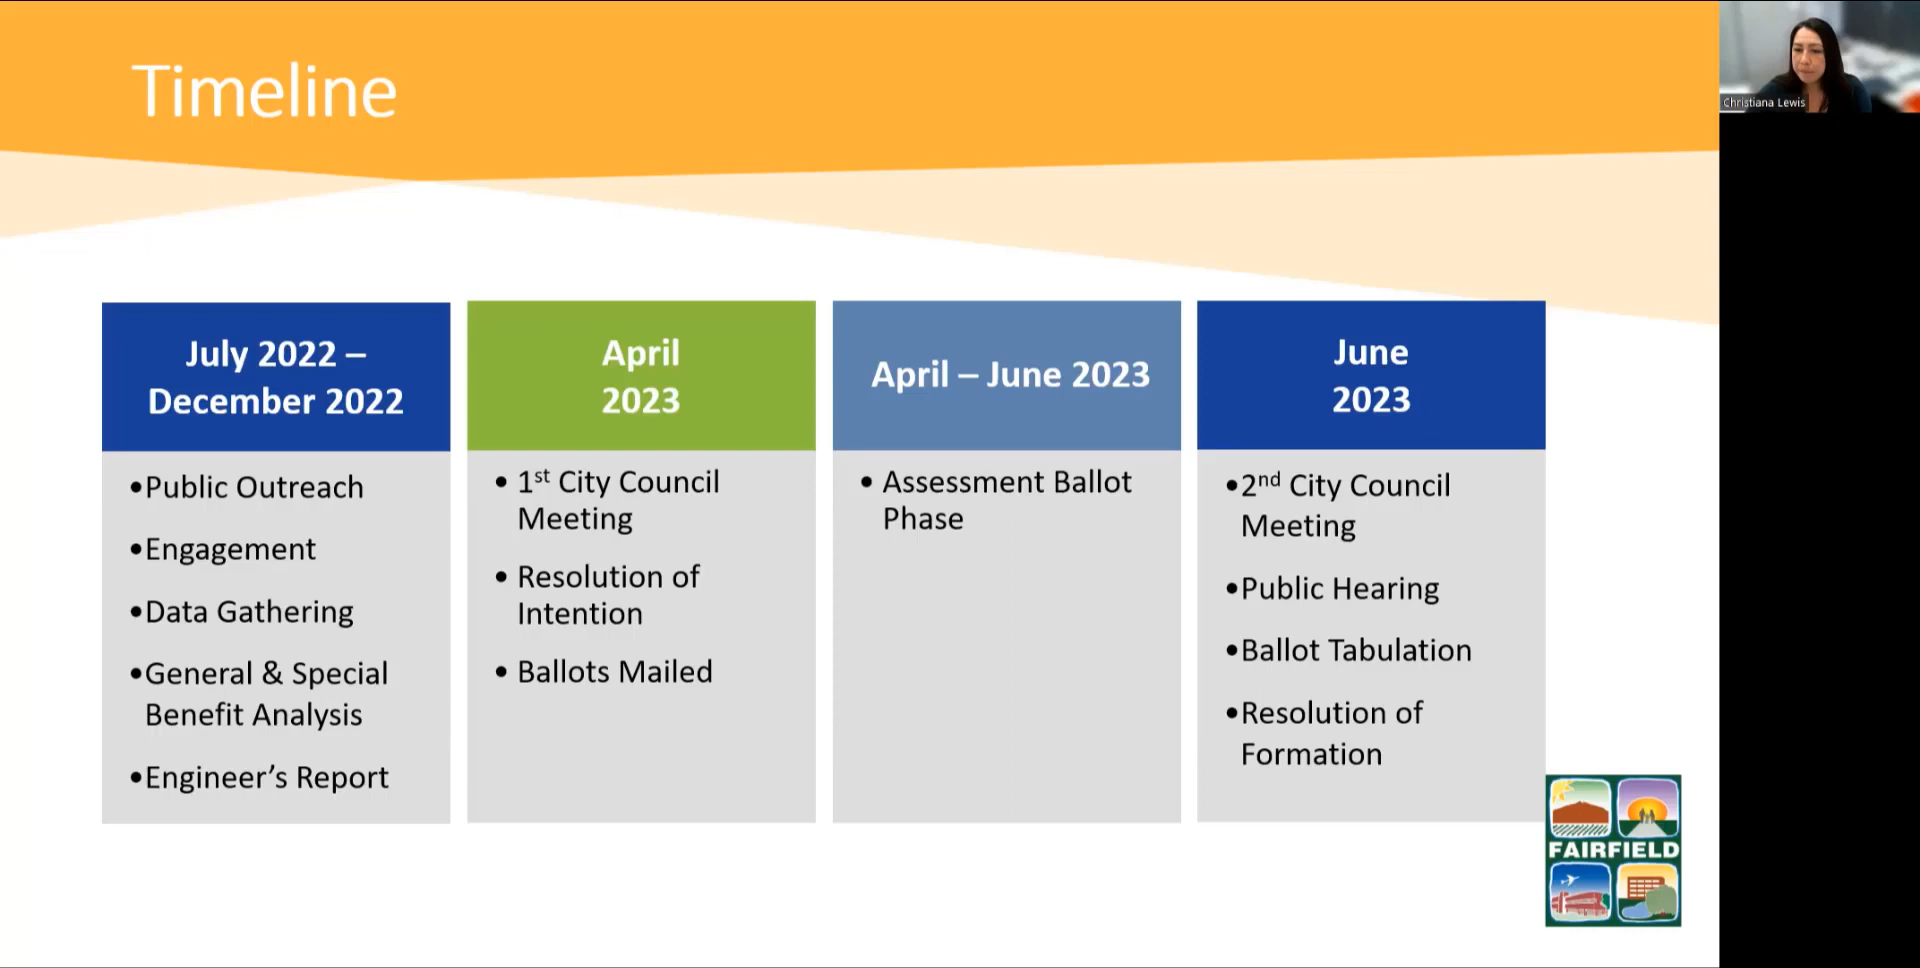 Timeline
Christiana Lewis
July 2022 –
December 2022
•Public Outreach
•Engagement
•Data Gathering
•General & Special
Benefit Analysis
•Engineer’s Report
April
2023
• 1st City Council
Meeting
• Resolution of
Intention
• Ballots Mailed
April – June 2023
• Assessment Ballot
Phase
June
2023
•2nd City Council
Meeting
•Public Hearing
•Ballot Tabulation
•Resolution of
Formation
FAIRFIELD